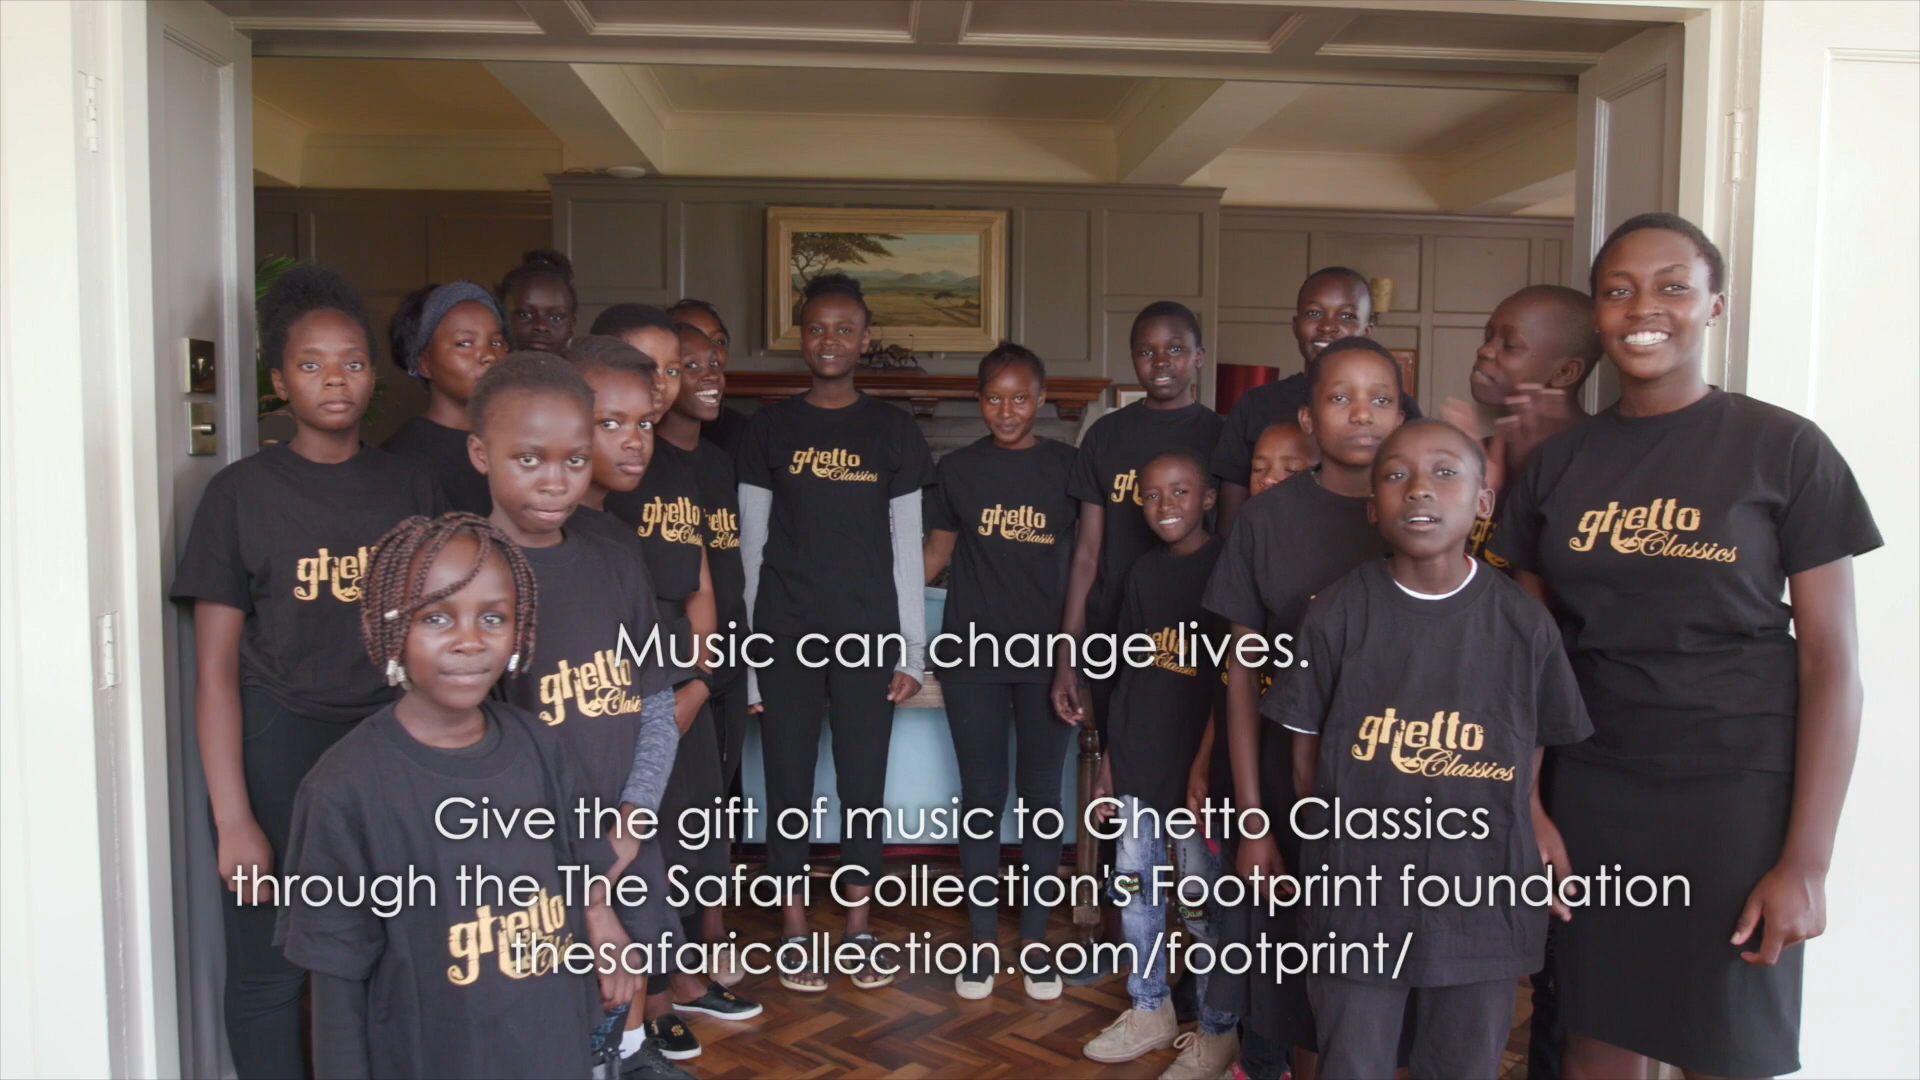 ghetto
Classics
ghetto
Classics
ghetto
Classics
ghetto
Classics
ghetto
Classics
Music can change lives.
Give the gift of music to Ghetto Classics
through the The Safari Collection's Footprint foundation
thesafaricollection.com/footprint/